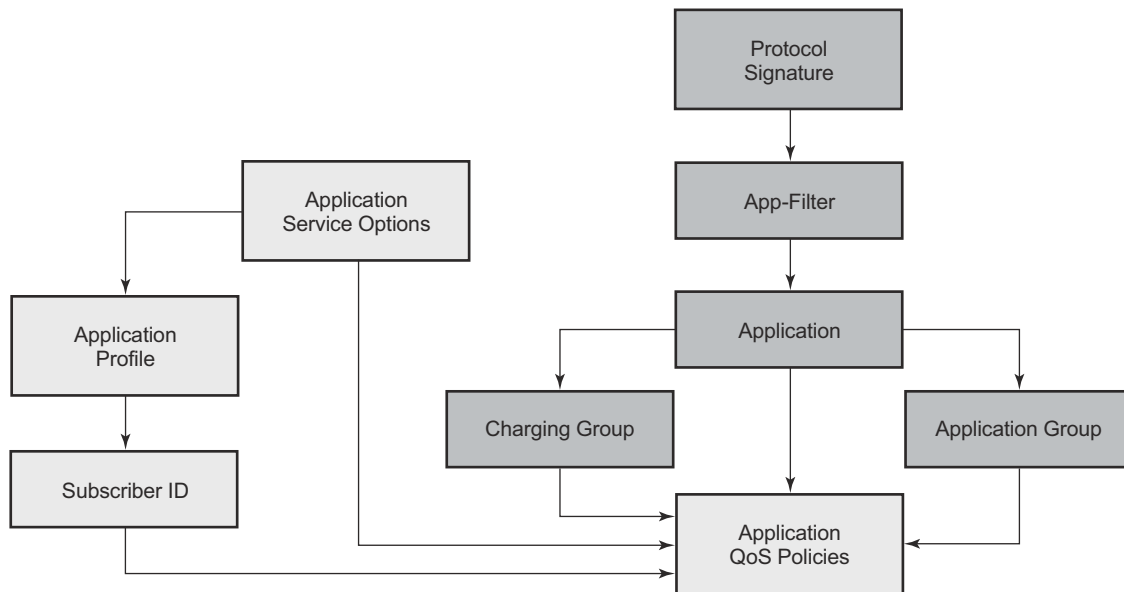 Protocol
Signature
Application
Service Options
App-Filter
Application
Profile
Application
Charging Group
Application Group
Subscriber ID
Application
QoS Policies